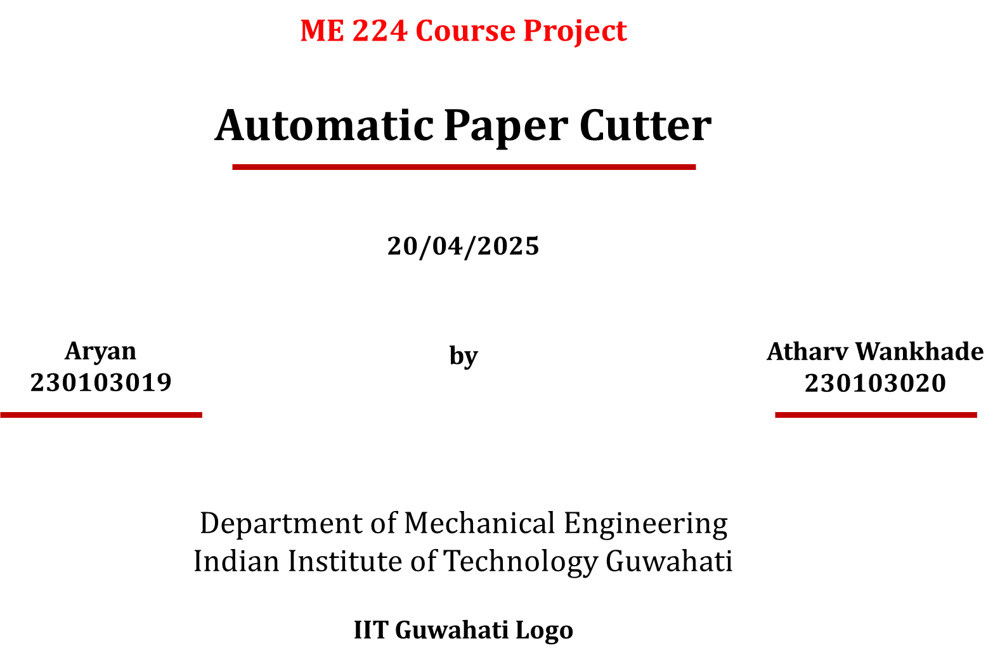 ME 224 Course Project
Automatic Paper Cutter
20/04/2025
Aryan
230103019
by
Atharv Wankhade
230103020
Department of Mechanical Engineering
Indian Institute of Technology Guwahati
IIT Guwahati Logo